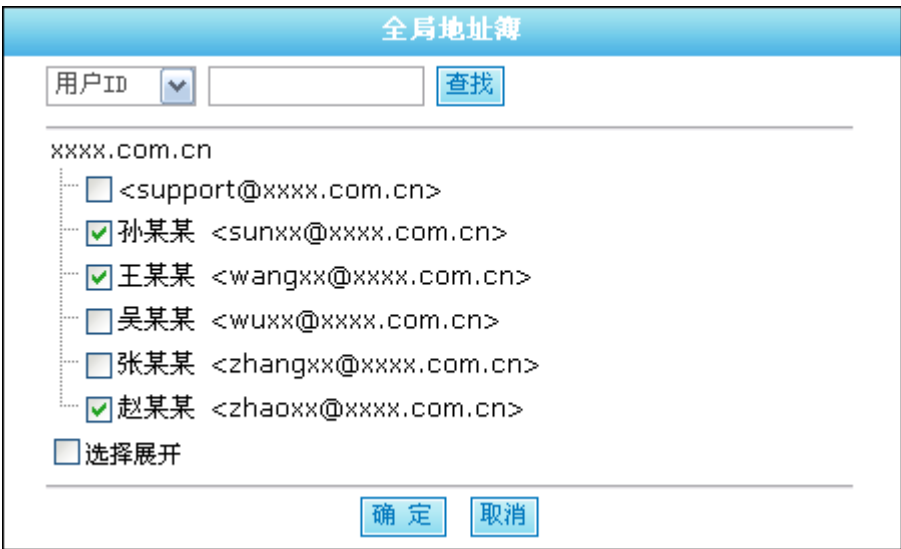 全局地址簿
用户ID 查找
xxxx.com.cn
<support@xxxx.com.cn>
孙某某 <sunxx@xxxx.com.cn>
王某某 <wangxx@xxxx.com.cn>
吴某某 <wuxx@xxxx.com.cn>
张某某 <zhangxx@xxxx.com.cn>
赵某某 <zhaoxx@xxxx.com.cn>
选择展开
确 定 取消